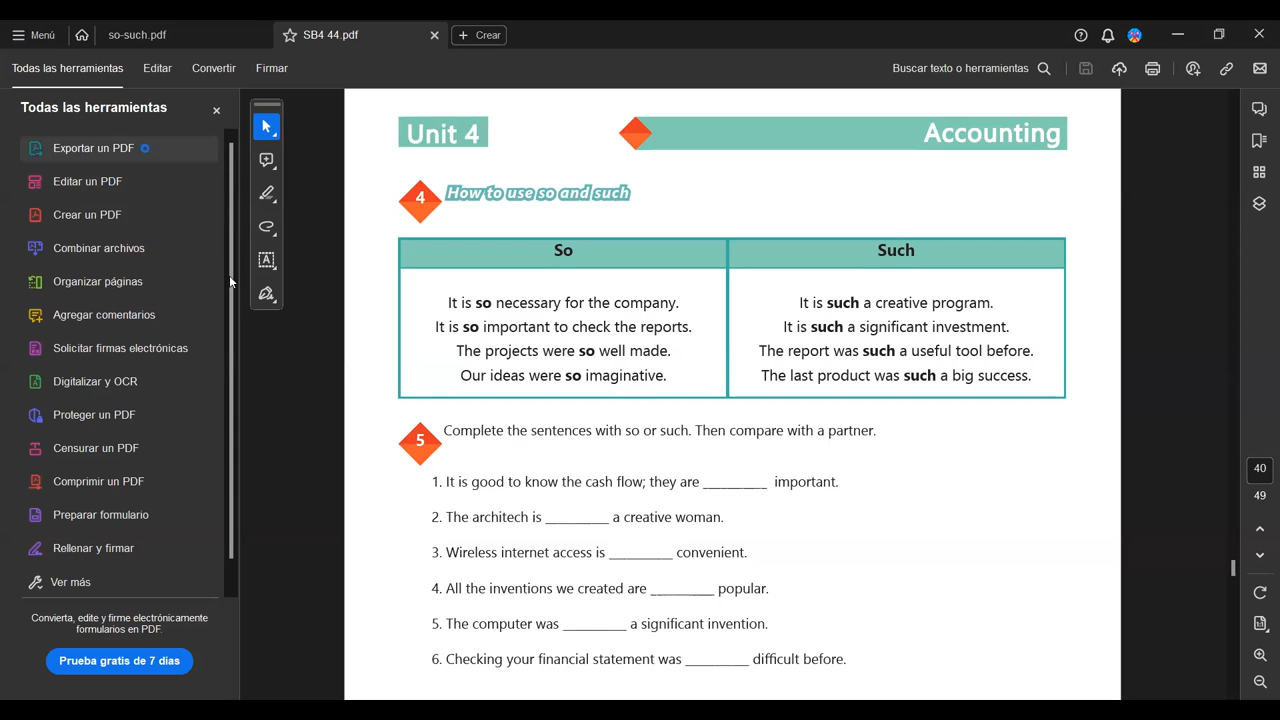 Menú
so-such.pdf
SB4 44.pdf
Crear
Todas las herramientas
Editar
Convertir
Firmar
Buscar texto o herramientas
Todas las herramientas
Exportar un PDF
Editar un PDF
Crear un PDF
Combinar archivos
Organizar páginas
Agregar comentarios
Solicitar firmas electrónicas
Digitalizar y OCR
Proteger un PDF
Censurar un PDF
Comprimir un PDF
Preparar formulario
Rellenar y firmar
Ver más
Convierta, edite y firme electrónicamente
formularios en PDF.
Prueba gratis de 7 días
Unit 4
Accounting
4 How to use so and such
So
Such
It is so necessary for the company.
It is so important to check the reports.
The projects were so well made.
Our ideas were so imaginative.
It is such a creative program.
It is such a significant investment.
The report was such a useful tool before.
The last product was such a big success.
5 Complete the sentences with so or such. Then compare with a partner.
1. It is good to know the cash flow; they are __________ important.
2. The architech is __________ a creative woman.
3. Wireless internet access is __________ convenient.
4. All the inventions we created are __________ popular.
5. The computer was __________ a significant invention.
6. Checking your financial statement was __________ difficult before.
40
49